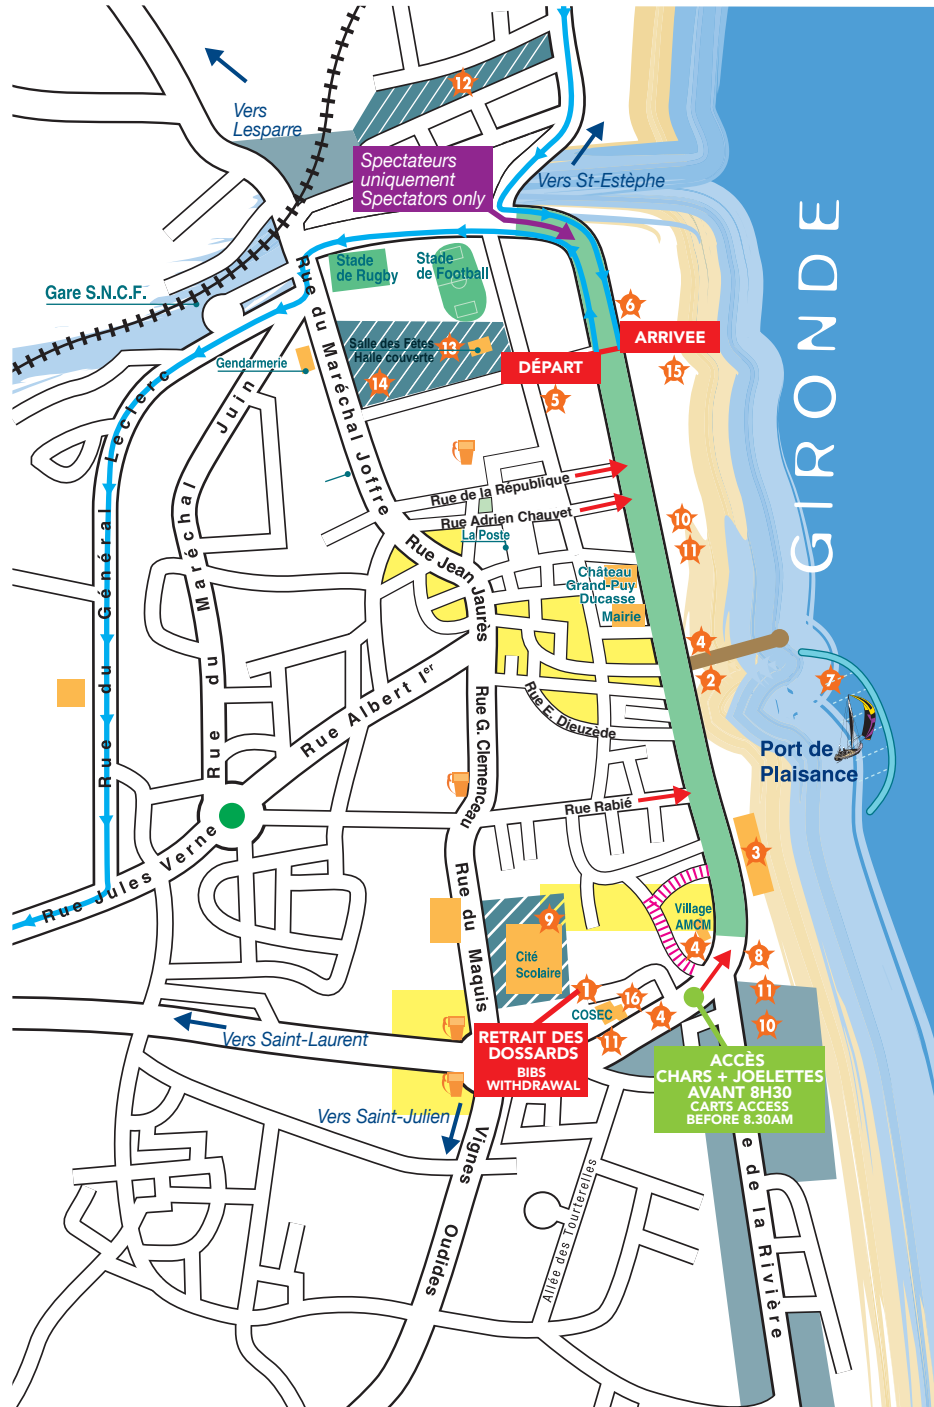 12
Vers
Lesparre
Spectateurs
uniquement
Spectators only
Vers St-Estèphe
GIRONDE
Stade
de Rugby
Stade
de Football
Gare S.N.C.F.
6
ARRIVEE
Salle des Fêtes
Halle couverte
13
Gendarmerie
DÉPART
14
15
5
Rue du Maréchal Joffre
Rue du Général Leclerc
Rue du Maréchal Juin
Rue de la République
Rue Adrien Chauvet
10
11
La Poste
Rue Jean Jaurès
Château
Grand-Puy
Ducasse
Mairie
4
2
7
Rue Albert Ier
Rue E. Dieuzède
Rue G. Clemenceau
Port de
Plaisance
Rue Rabié
Rue Jules Verne
3
Rue du Maquis
9
Village
AMCM
4
Cité
Scolaire
8
1
16
11
COSEC
4
10
11
RETRAIT DES
DOSSARDS
BIBS
WITHDRAWAL
Vers Saint-Laurent
ACCÈS
CHARS + JOELETTES
AVANT 8H30
CARTS ACCESS
BEFORE 8.30AM
Vers Saint-Julien
Vignes Oudides
Allée des Tourterelles
e de la Rivière